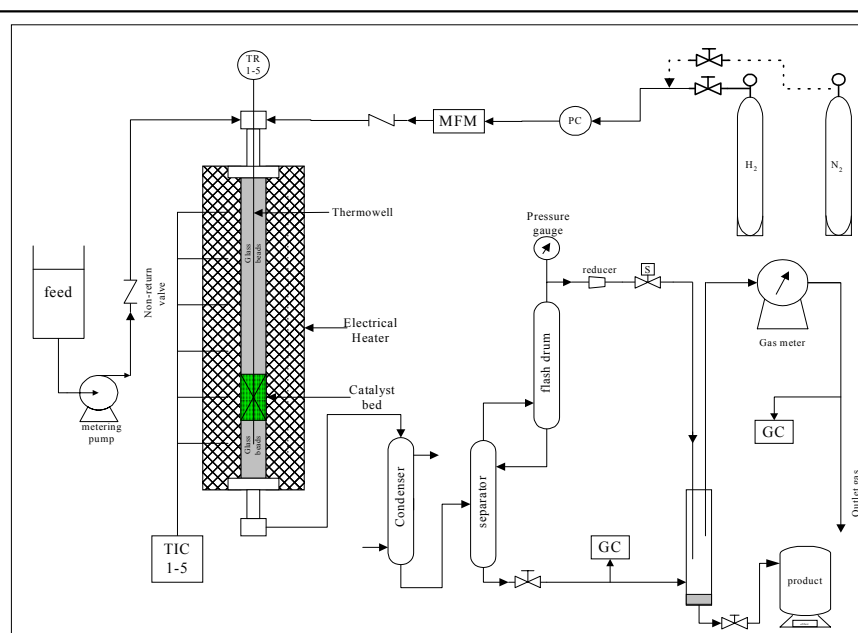 TR
1-5
MFM
PC
H2
N2
Thermowell
Pressure
gauge
Glass
beads
reducer
S
feed
Non-return
valve
Electrical
Heater
Gas meter
flash drum
Catalyst
bed
metering
pump
GC
Glass
beads
Condenser
separator
Outlet gas
TIC
1-5
GC
product